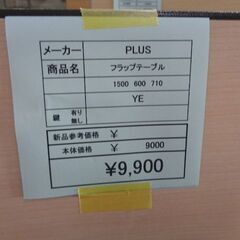 メーカー PLUS
商品名 フラップテーブル
1500 600 710
YE
鍵 有り 無し
新品参考価格 ¥
本体価格 ¥ 9000
¥9,900